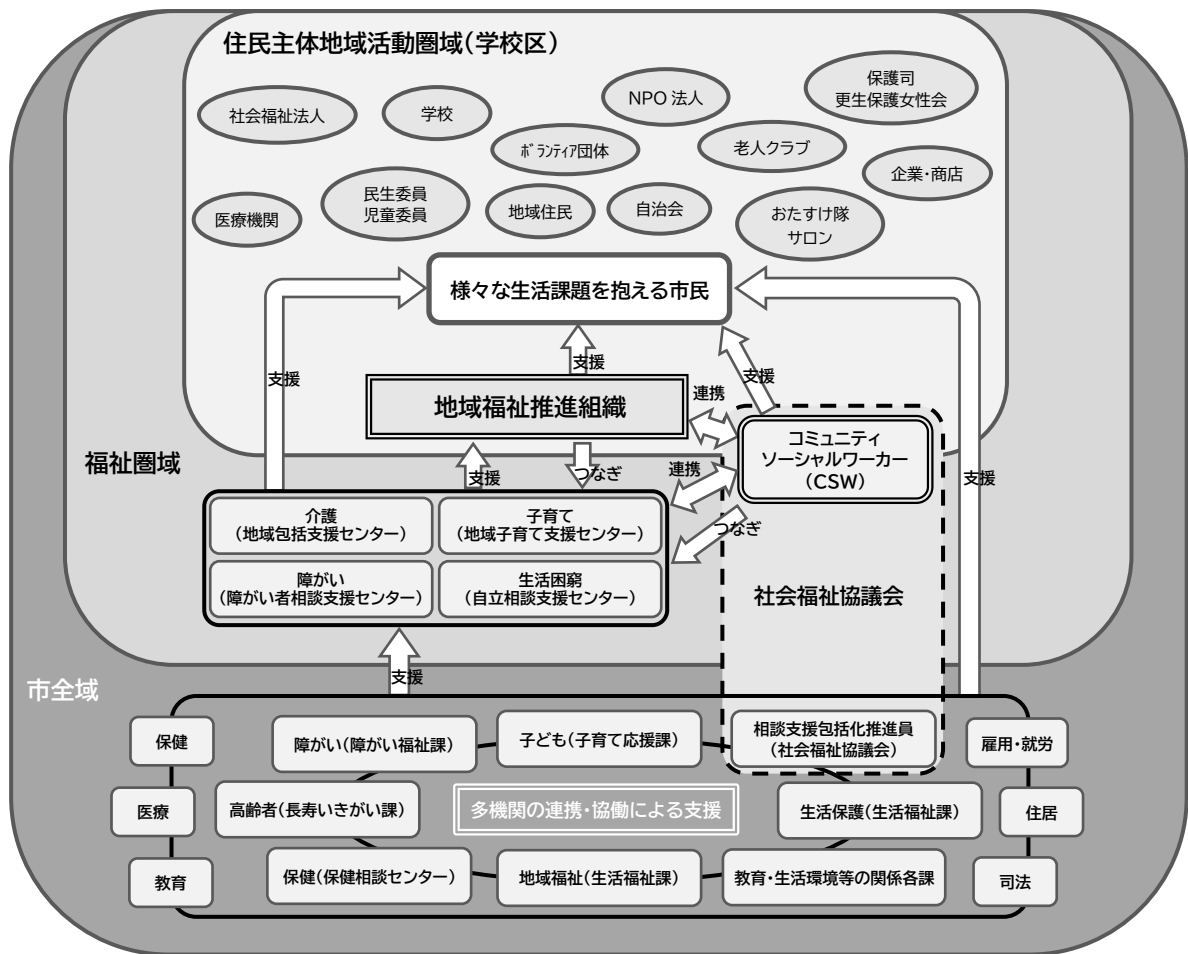 住民主体地域活動圏域（学校区）
社会福祉法人
学校
NPO 法人
保護司
更生保護女性会
ﾎﾞﾗﾝﾃｨｱ団体
老人クラブ
企業・商店
医療機関
民生委員
児童委員
地域住民
自治会
おたすけ隊
サロン
様々な生活課題を抱える市民
支援
支援
支援
連携
地域福祉推進組織
コミュニティ
ソーシャルワーカー
（CSW）
福祉圏域
支援
つなぎ
連携
支援
つなぎ
介護
（地域包括支援センター）
子育て
（地域子育て支援センター）
障がい
（障がい者相談支援センター）
生活困窮
（自立相談支援センター）
社会福祉協議会
支援
市全域
保健
障がい（障がい福祉課）
子ども（子育て応援課）
相談支援包括化推進員
（社会福祉協議会）
雇用・就労
医療
高齢者（長寿いきがい課）
多機関の連携・協働による支援
生活保護（生活福祉課）
住居
教育
保健（保健相談センター）
地域福祉（生活福祉課）
教育・生活環境等の関係各課
司法